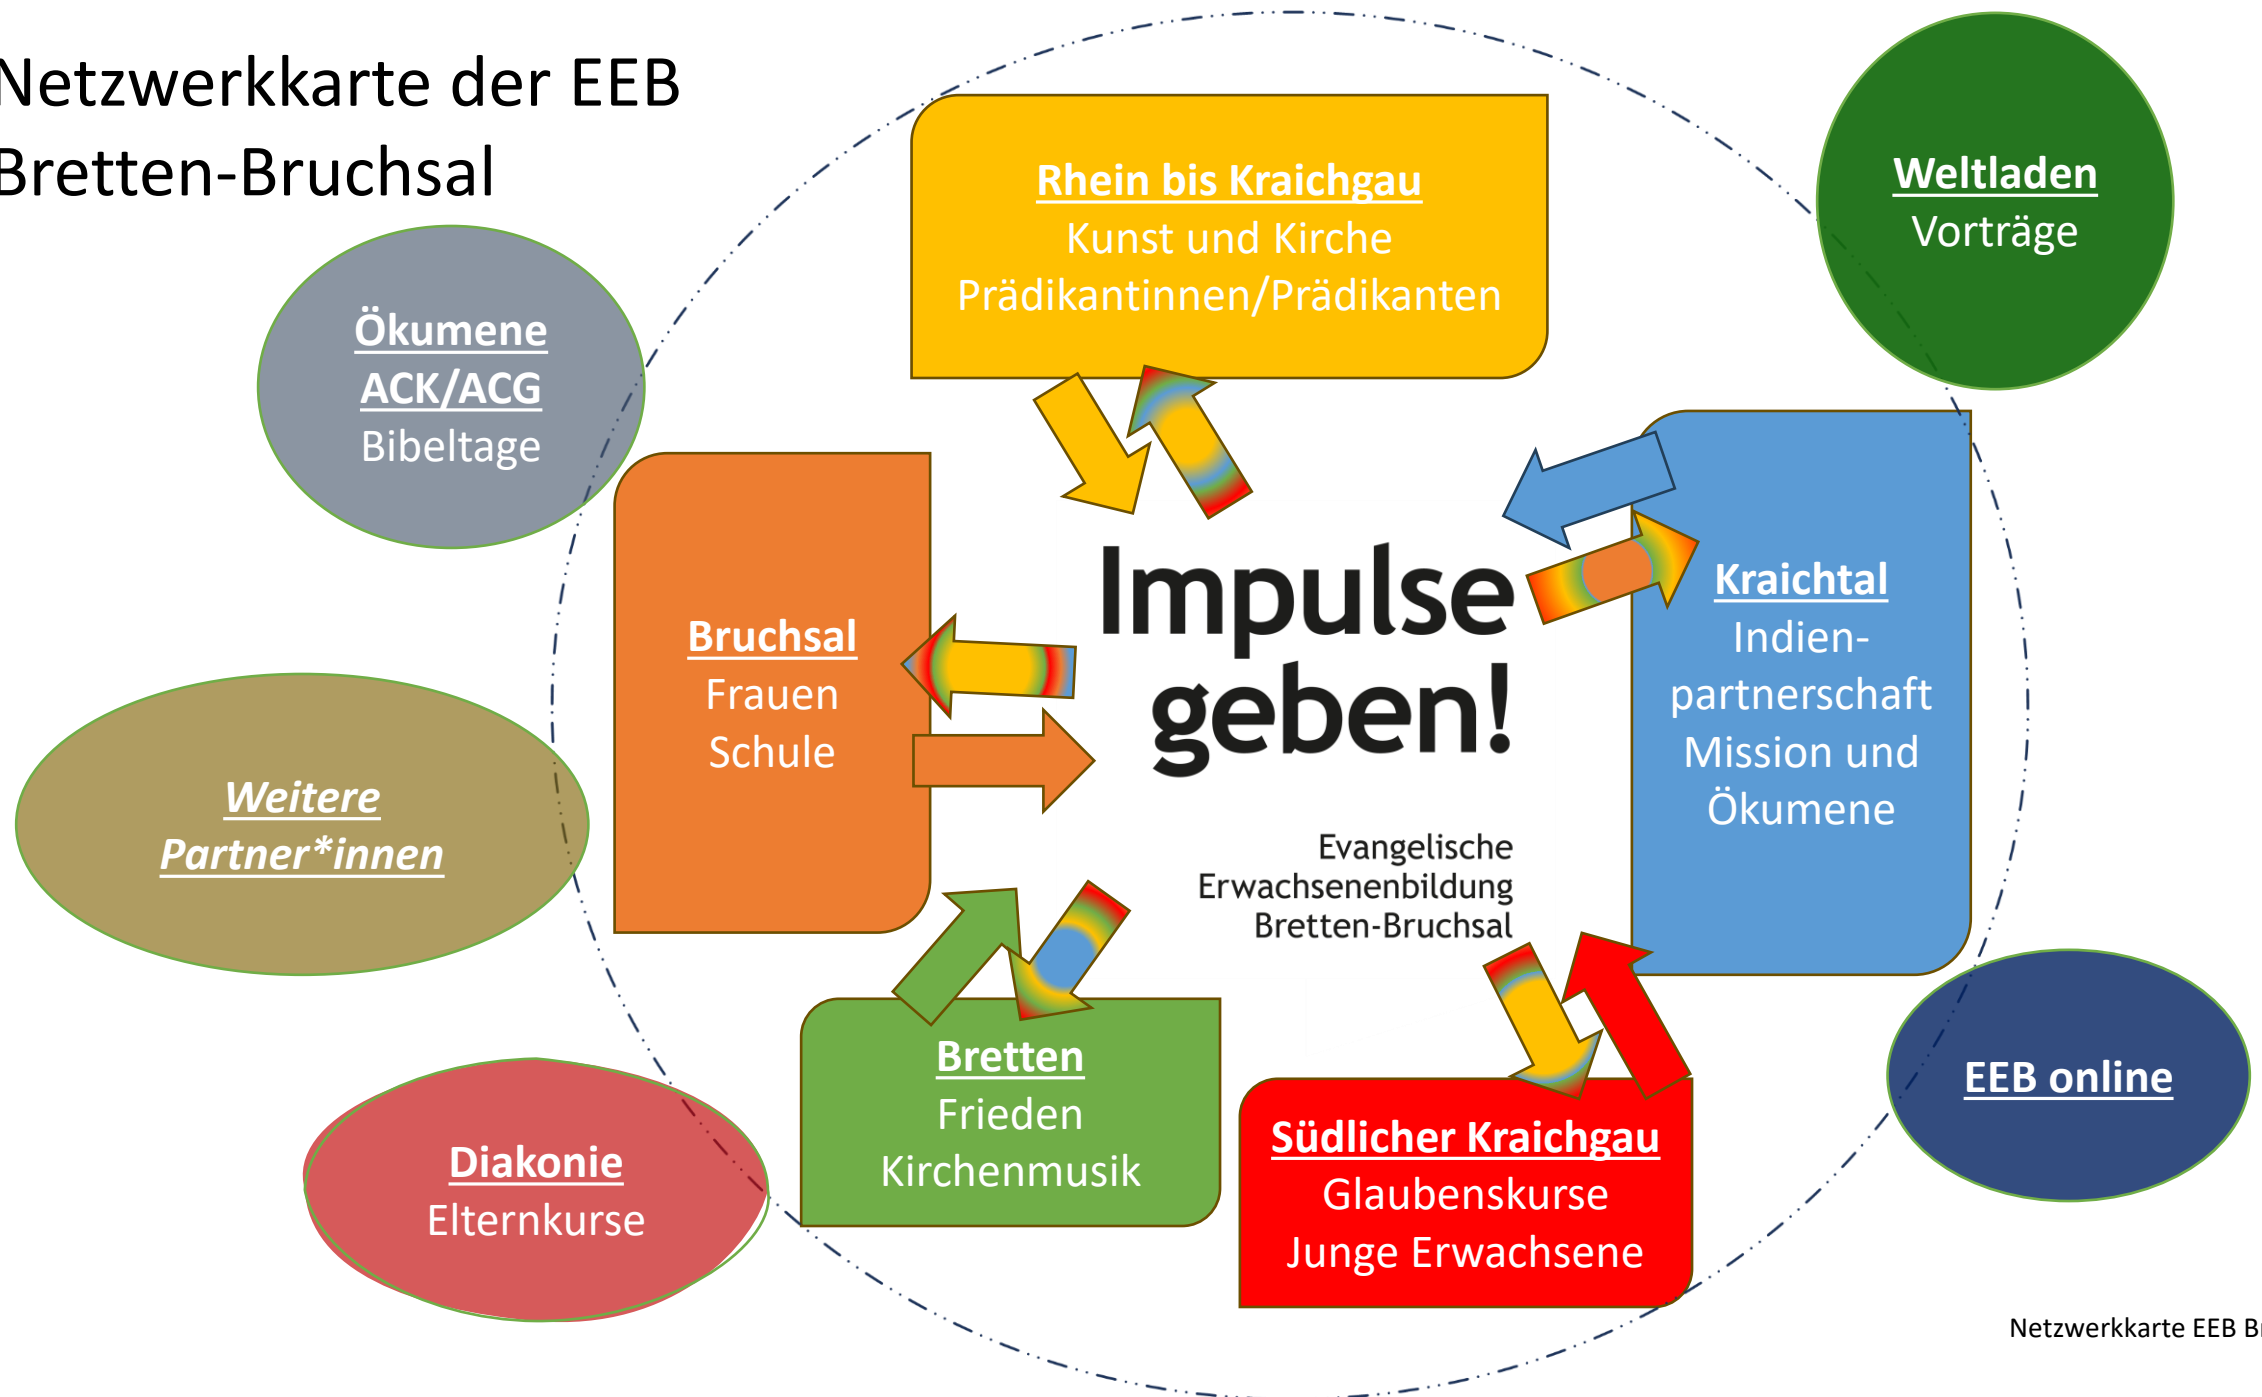 Netzwerkkarte der EEB
Bretten-Bruchsal
Rhein bis Kraichgau
Kunst und Kirche
Prädikantinnen/Prädikanten
Weltladen
Vorträge
Ökumene
ACK/ACG
Bibeltage
Bruchsal
Frauen
Schule
Impulse
geben!
Evangelische
Erwachsenenbildung
Bretten-Bruchsal
Kraichtal
Indien-
partnerschaft
Mission und
Ökumene
Weitere
Partner*innen
Bretten
Frieden
Kirchenmusik
Südlicher Kraichgau
Glaubenskurse
Junge Erwachsene
EEB online
Diakonie
Elternkurse
Netzwerkkarte EEB